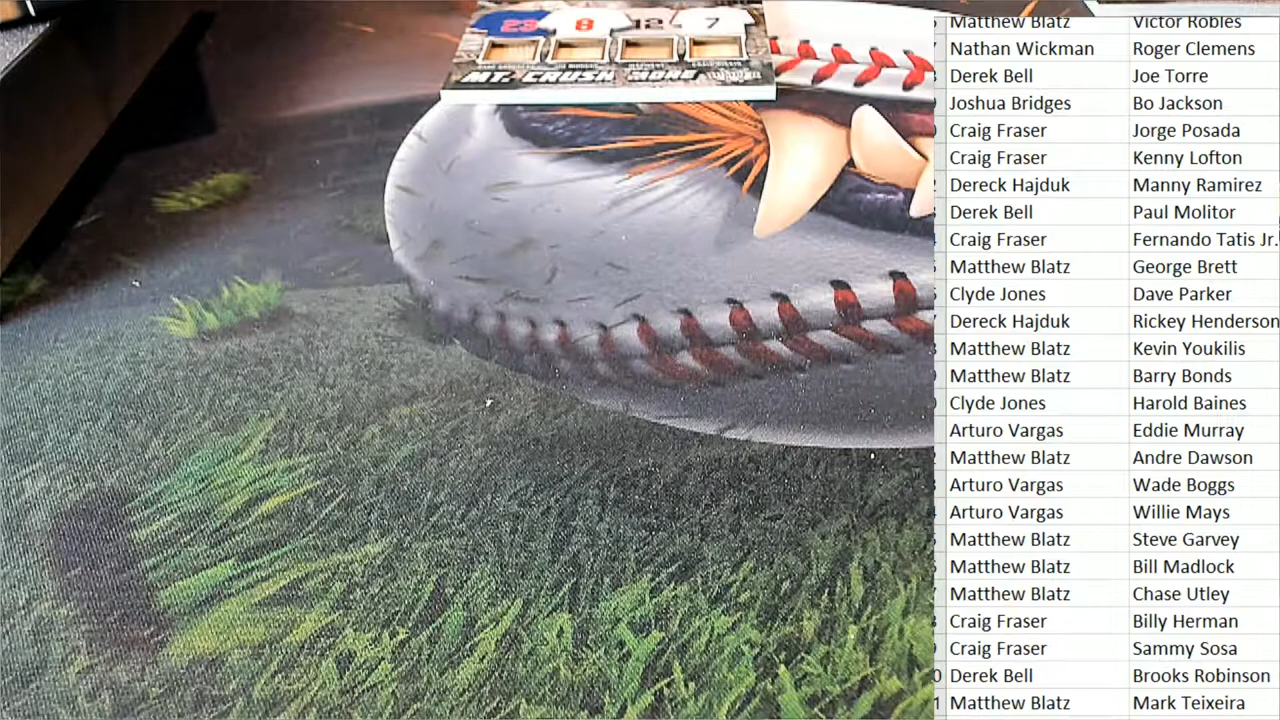 23 8 12 7
MT. CRUSH MORE
Matthew Blatz Victor Robles
Nathan Wickman Roger Clemens
Derek Bell Joe Torre
Joshua Bridges Bo Jackson
Craig Fraser Jorge Posada
Craig Fraser Kenny Lofton
Dereck Hajduk Manny Ramirez
Derek Bell Paul Molitor
Craig Fraser Fernando Tatis Jr.
Matthew Blatz George Brett
Clyde Jones Dave Parker
Dereck Hajduk Rickey Henderson
Matthew Blatz Kevin Youkilis
Matthew Blatz Barry Bonds
Clyde Jones Harold Baines
Arturo Vargas Eddie Murray
Matthew Blatz Andre Dawson
Arturo Vargas Wade Boggs
Arturo Vargas Willie Mays
Matthew Blatz Steve Garvey
Matthew Blatz Bill Madlock
Matthew Blatz Chase Utley
Craig Fraser Billy Herman
Craig Fraser Sammy Sosa
0 Derek Bell Brooks Robinson
1 Matthew Blatz Mark Teixeira